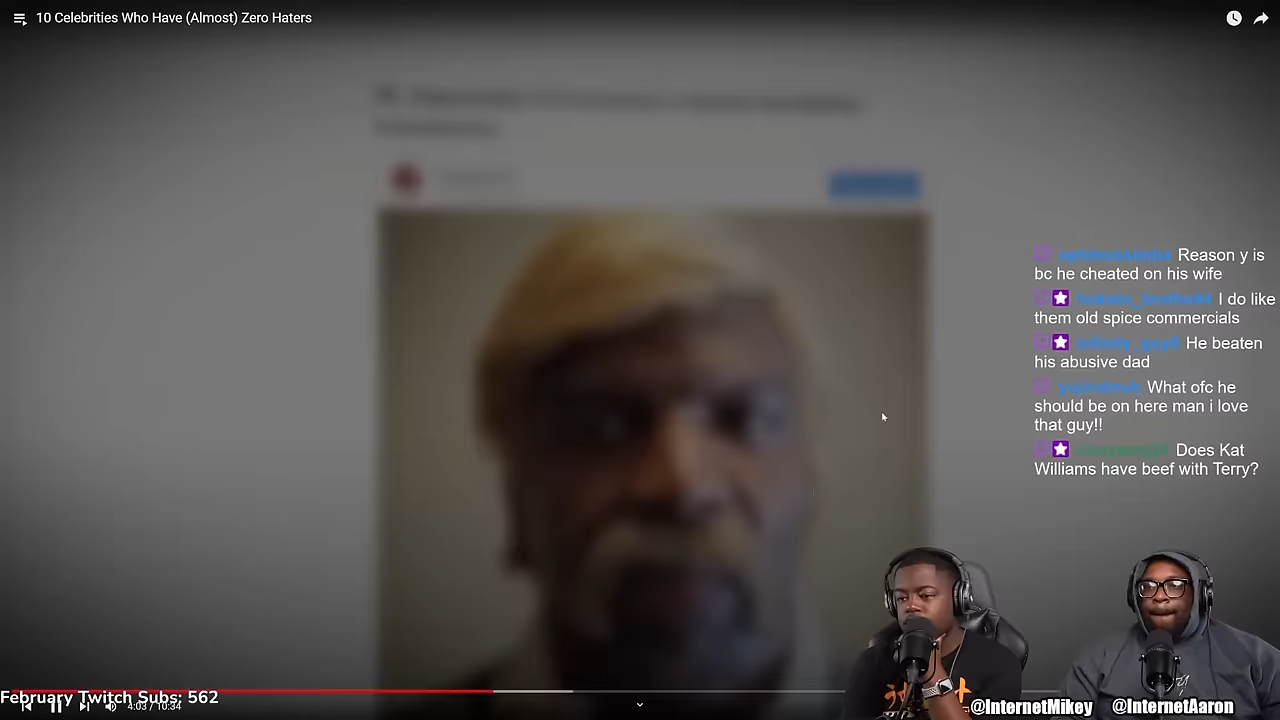 10 Celebrities Who Have (Almost) Zero Haters
Reason y is
bc he cheated on his wife
I do like
them old spice commercials
He beaten
his abusive dad
What ofc he
should be on here man i love
that guy!!
Does Kat
Williams have beef with Terry?
February Twitch Subs: 562
4:03 / 10:34
@InternetMikey
@InternetAaron